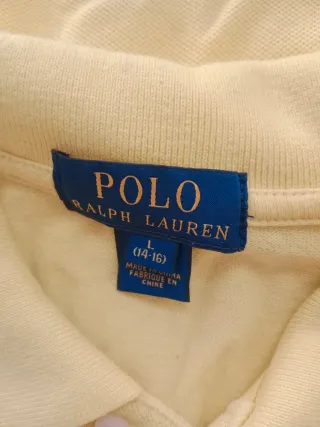 POLO
RALPH LAUREN
L
(14-16)
MADE IN CHINA
FABRIQUE EN
CHINE